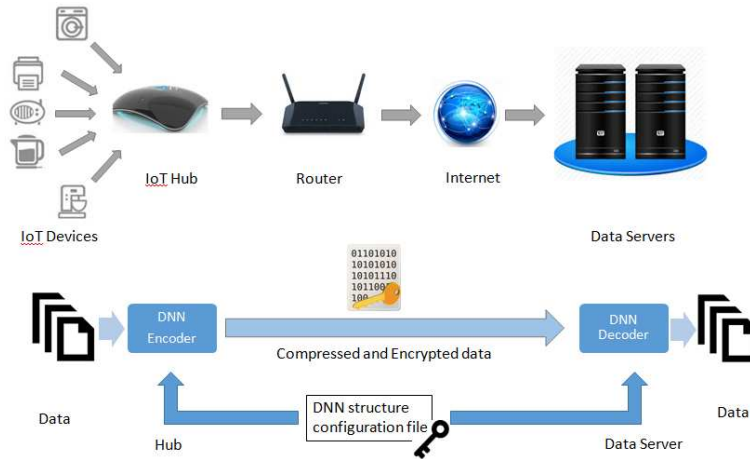 IoT Hub
Router
Internet
IoT Devices
Data Servers
01101010
10101010
10101110
101100
100
DNN
Encoder
DNN
Decoder
Compressed and Encrypted data
Data
DNN structure
configuration file
Data
Hub
Data Server